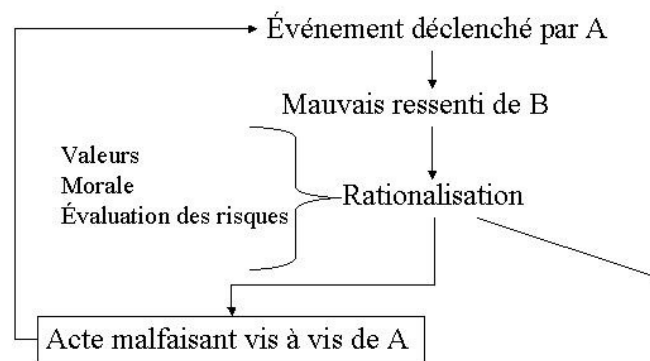 Événement déclenché par A
Mauvais ressenti de B
Valeurs
Morale
Évaluation des risques
Rationalisation
Acte malfaisant vis à vis de A